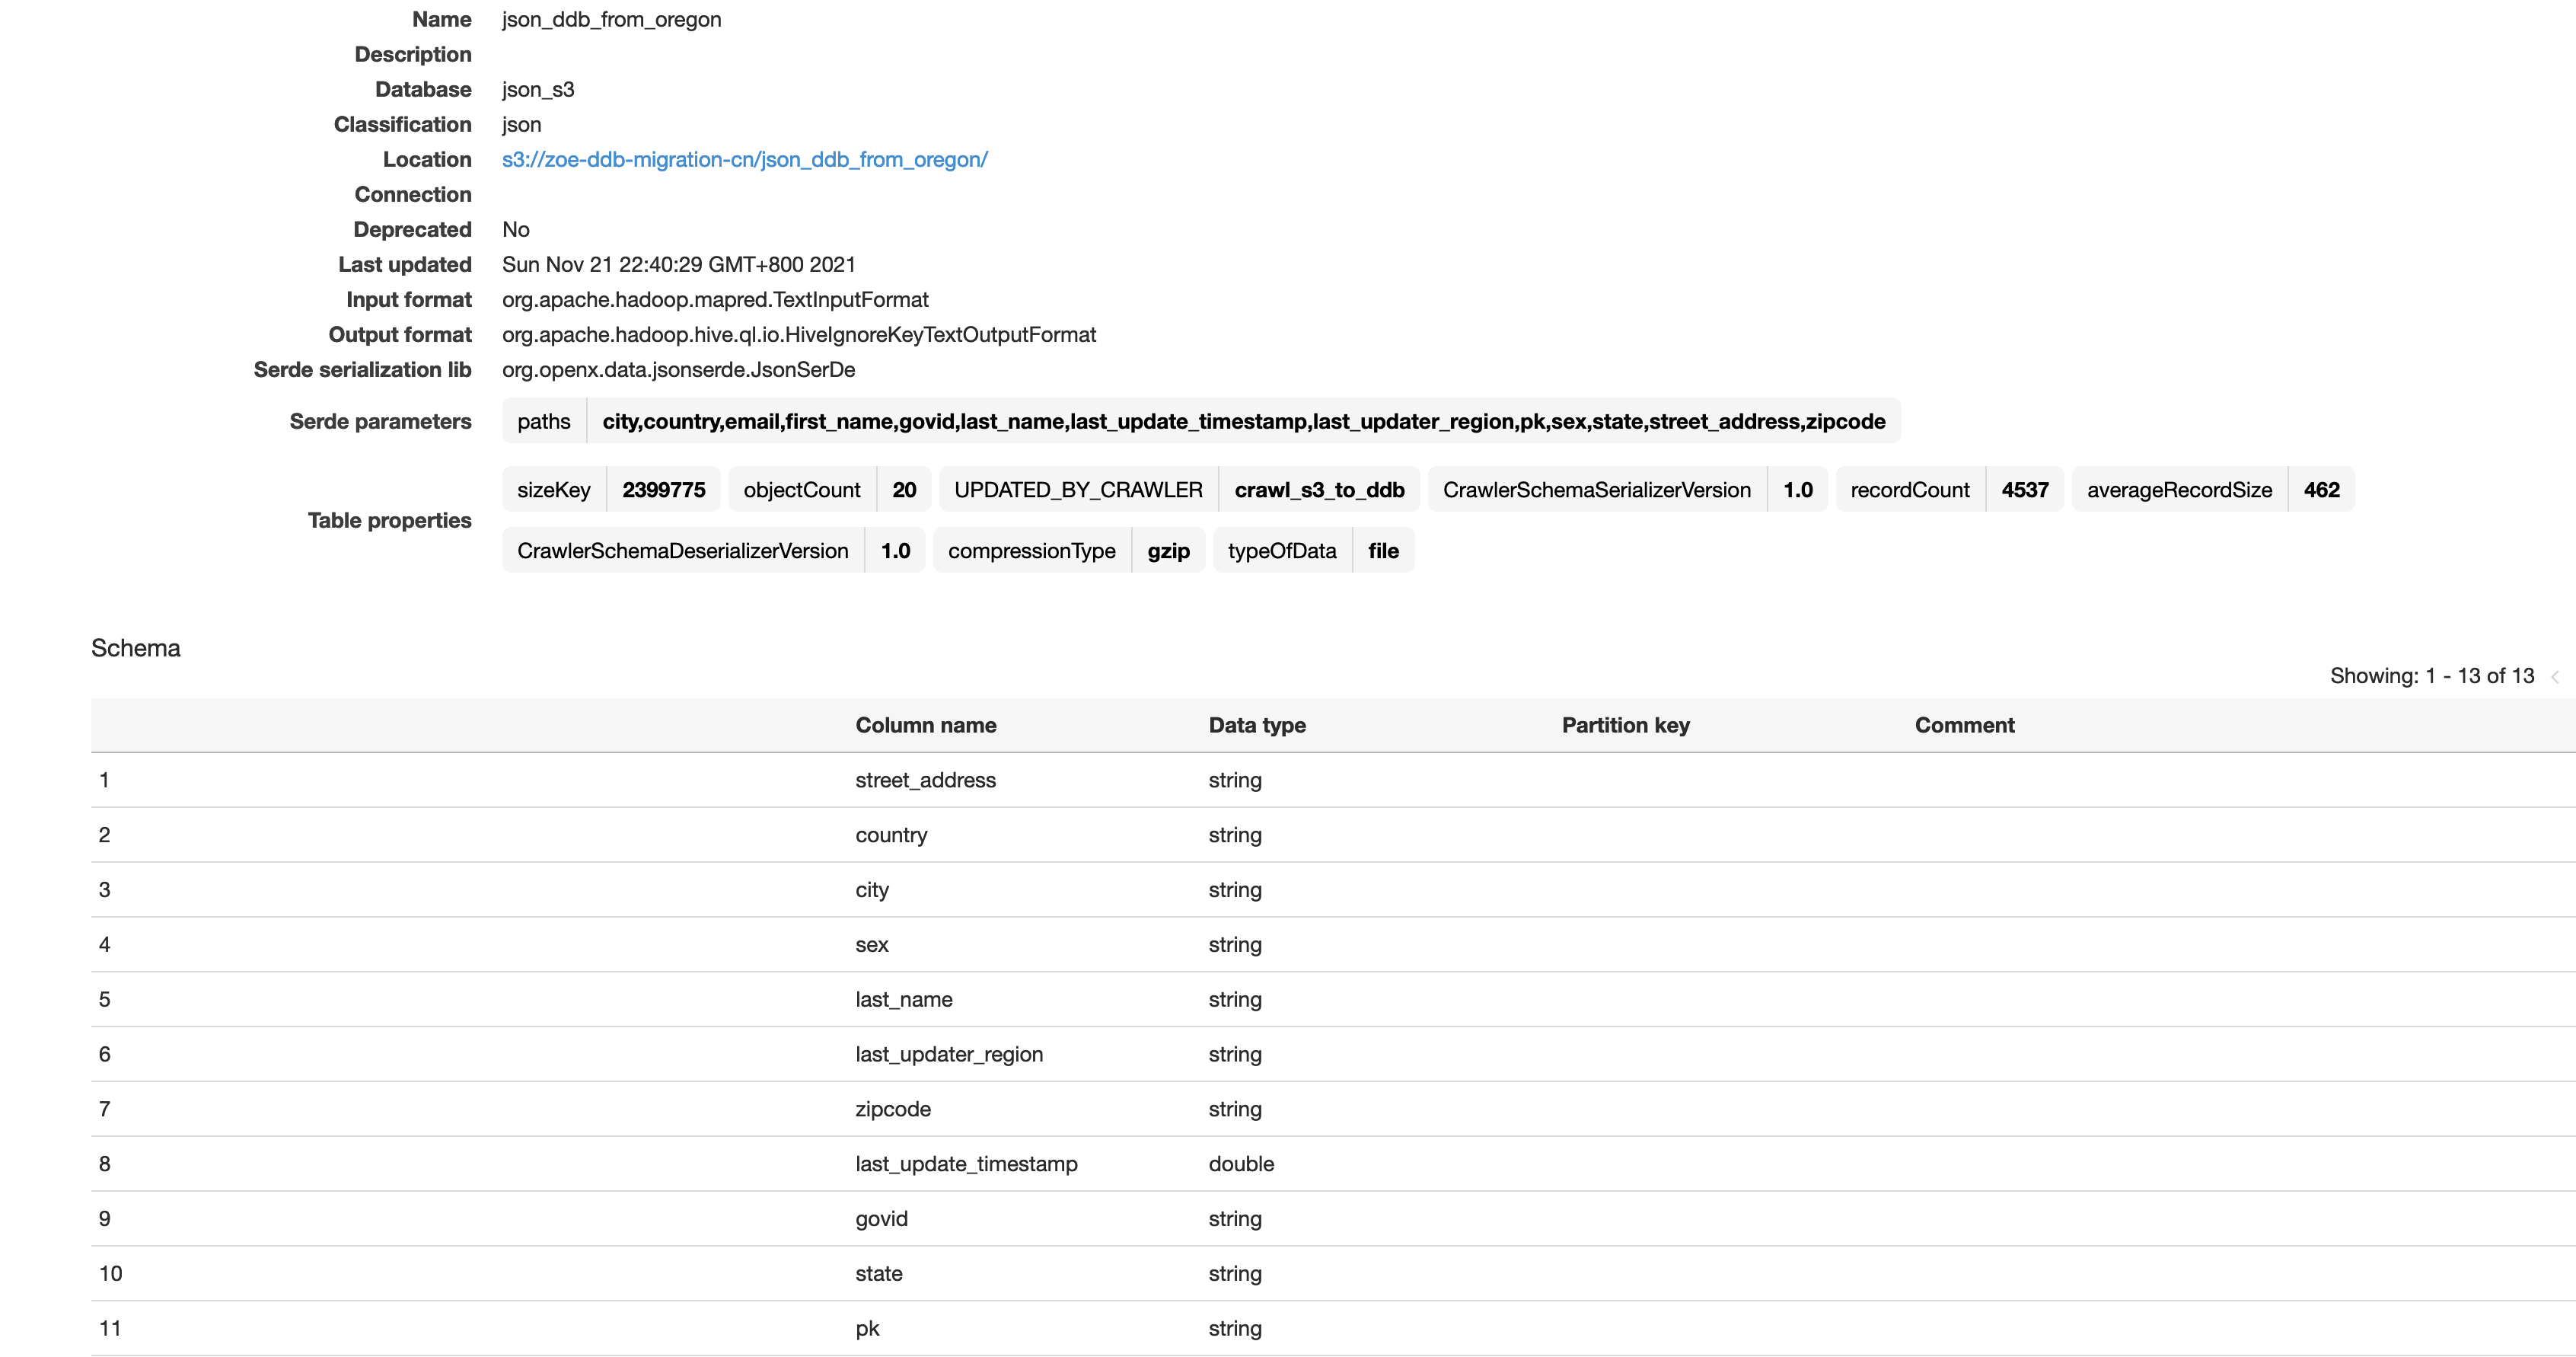 Name json_ddb_from_oregon
Description
Database json_s3
Classification json
Location s3://zoe-ddb-migration-cn/json_ddb_from_oregon/
Connection
Deprecated No
Last updated Sun Nov 21 22:40:29 GMT+800 2021
Input format org.apache.hadoop.mapred.TextInputFormat
Output format org.apache.hadoop.hive.ql.io.HiveIgnoreKeyTextOutputFormat
Serde serialization lib org.openx.data.jsonserde.JsonSerDe
Serde parameters paths city,country,email,first_name,govid,last_name,last_update_timestamp,last_updater_region,pk,sex,state,street_address,zipcode
Table properties
sizeKey 2399775 objectCount 20 UPDATED_BY_CRAWLER crawl_s3_to_ddb CrawlerSchemaSerializerVersion 1.0 recordCount 4537 averageRecordSize 462
CrawlerSchemaDeserializerVersion 1.0 compressionType gzip typeOfData file
Schema
Showing: 1 - 13 of 13 <
Column name Data type Partition key Comment
1 street_address string
2 country string
3 city string
4 sex string
5 last_name string
6 last_updater_region string
7 zipcode string
8 last_update_timestamp double
9 govid string
10 state string
11 pk string